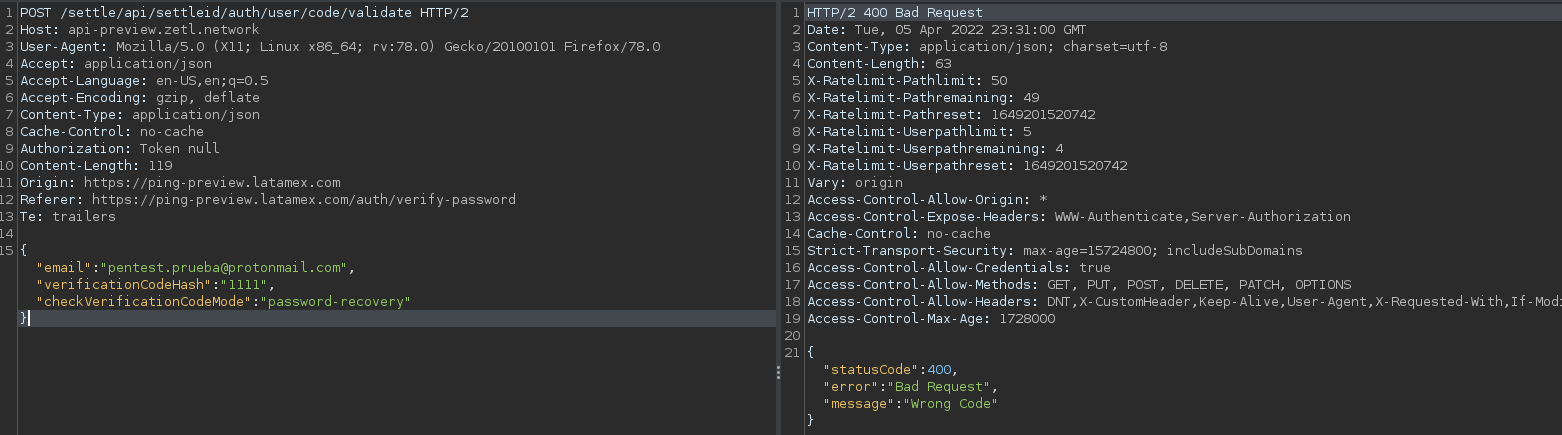 1 POST /settle/api/settleid/auth/user/code/validate HTTP/2
2 Host: api-preview.zetl.network
3 User-Agent: Mozilla/5.0 (X11; Linux x86_64; rv:78.0) Gecko/20100101 Firefox/78.0
4 Accept: application/json
5 Accept-Language: en-US,en;q=0.5
6 Accept-Encoding: gzip, deflate
7 Content-Type: application/json
8 Cache-Control: no-cache
9 Authorization: Token null
10 Content-Length: 119
11 Origin: https://ping-preview.latamex.com
12 Referer: https://ping-preview.latamex.com/auth/verify-password
13 Te: trailers
14
15 {
"email":"pentest.prueba@protonmail.com",
"verificationCodeHash":"1111",
"checkVerificationCodeMode":"password-recovery"
}
1 HTTP/2 400 Bad Request
2 Date: Tue, 05 Apr 2022 23:31:00 GMT
3 Content-Type: application/json; charset=utf-8
4 Content-Length: 63
5 X-Ratelimit-Pathlimit: 50
6 X-Ratelimit-Pathremaining: 49
7 X-Ratelimit-Pathreset: 1649201520742
8 X-Ratelimit-Userpathlimit: 5
9 X-Ratelimit-Userpathremaining: 4
10 X-Ratelimit-Userpathreset: 1649201520742
11 Vary: origin
12 Access-Control-Allow-Origin: *
13 Access-Control-Expose-Headers: WWW-Authenticate,Server-Authorization
14 Cache-Control: no-cache
15 Strict-Transport-Security: max-age=15724800; includeSubDomains
16 Access-Control-Allow-Credentials: true
17 Access-Control-Allow-Methods: GET, PUT, POST, DELETE, PATCH, OPTIONS
18 Access-Control-Allow-Headers: DNT,X-CustomHeader,Keep-Alive,User-Agent,X-Requested-With,If-Modi
19 Access-Control-Max-Age: 1728000
20
21 {
"statusCode":400,
"error":"Bad Request",
"message":"Wrong Code"
}